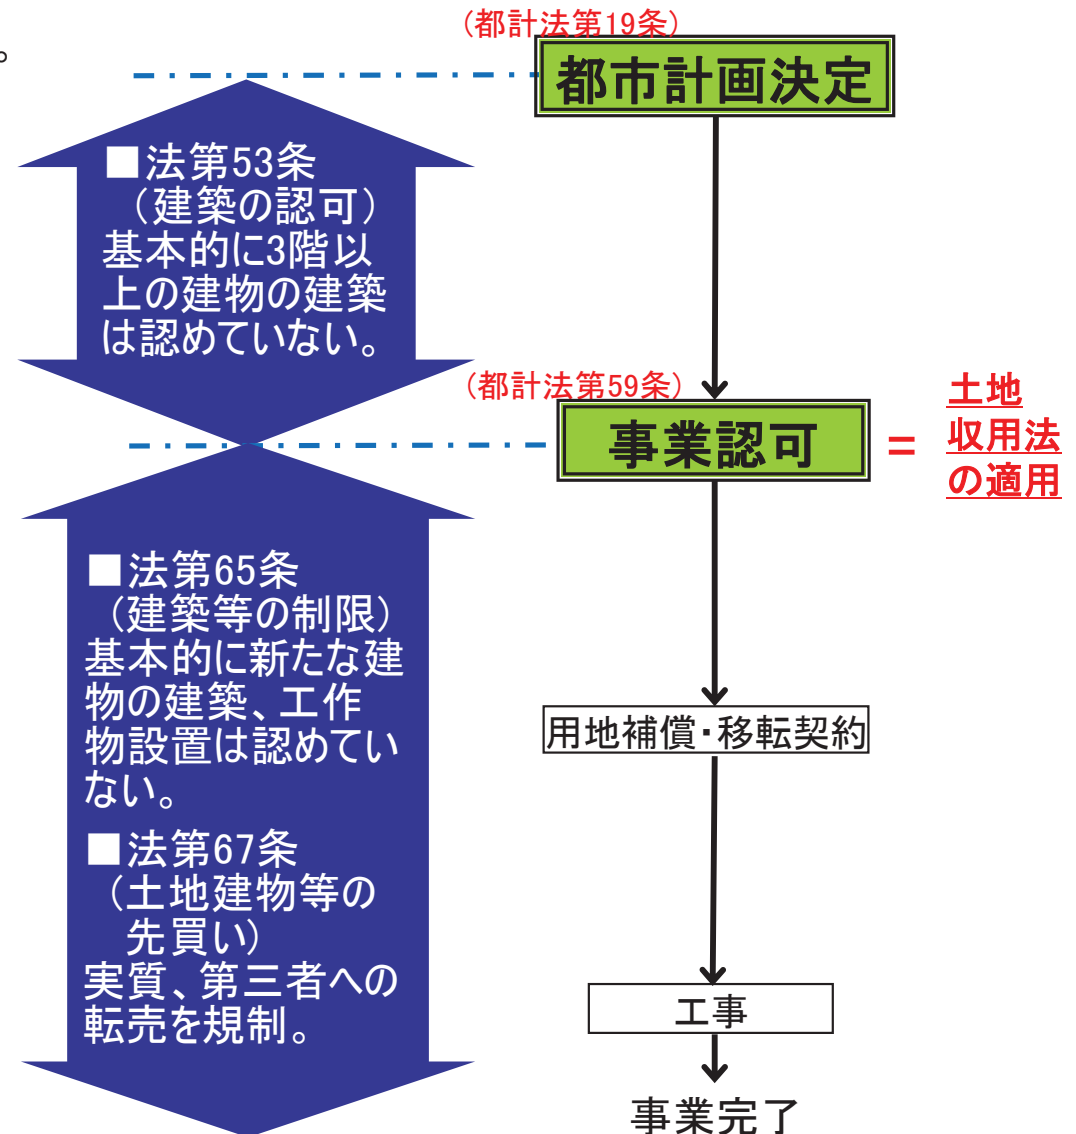 。
(都計法第19条)
都市計画決定
■法第53条
（建築の認可）
基本的に3階以
上の建物の建築
は認めていない。
(都計法第59条)
事業認可
＝
土地
収用法
の適用
■法第65条
（建築等の制限）
基本的に新たな建
物の建築、工作
物設置は認めてい
ない。
■法第67条
（土地建物等の
先買い）
実質、第三者への
転売を規制。
用地補償・移転契約
工事
事業完了